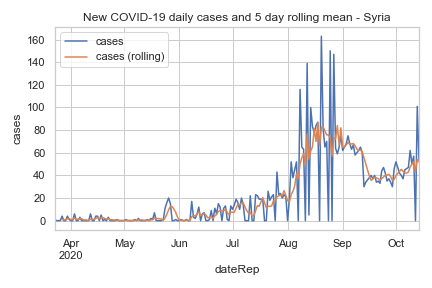 New COVID-19 daily cases and 5 day rolling mean - Syria
cases
cases (rolling)
160
140
120
100
80
60
40
20
0
cases
Apr
2020
May
Jun
Jul
Aug
Sep
Oct
dateRep